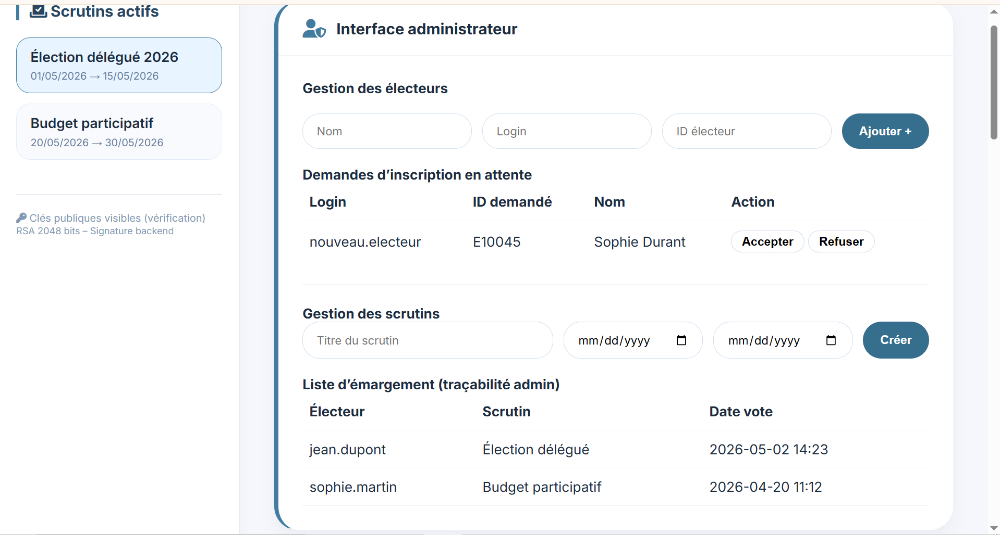 Scrutins actifs
Élection délégué 2026
01/05/2026 → 15/05/2026
Budget participatif
20/05/2026 → 30/05/2026
Clés publiques visibles (vérification)
RSA 2048 bits – Signature backend
Interface administrateur
Gestion des électeurs
Nom Login ID électeur Ajouter +
Demandes d’inscription en attente
Login ID demandé Nom Action
nouveau.electeur E10045 Sophie Durant Accepter Refuser
Gestion des scrutins
Titre du scrutin mm/dd/yyyy mm/dd/yyyy Créer
Liste d’émargement (traçabilité admin)
Électeur Scrutin Date vote
jean.dupont Élection délégué 2026-05-02 14:23
sophie.martin Budget participatif 2026-04-20 11:12